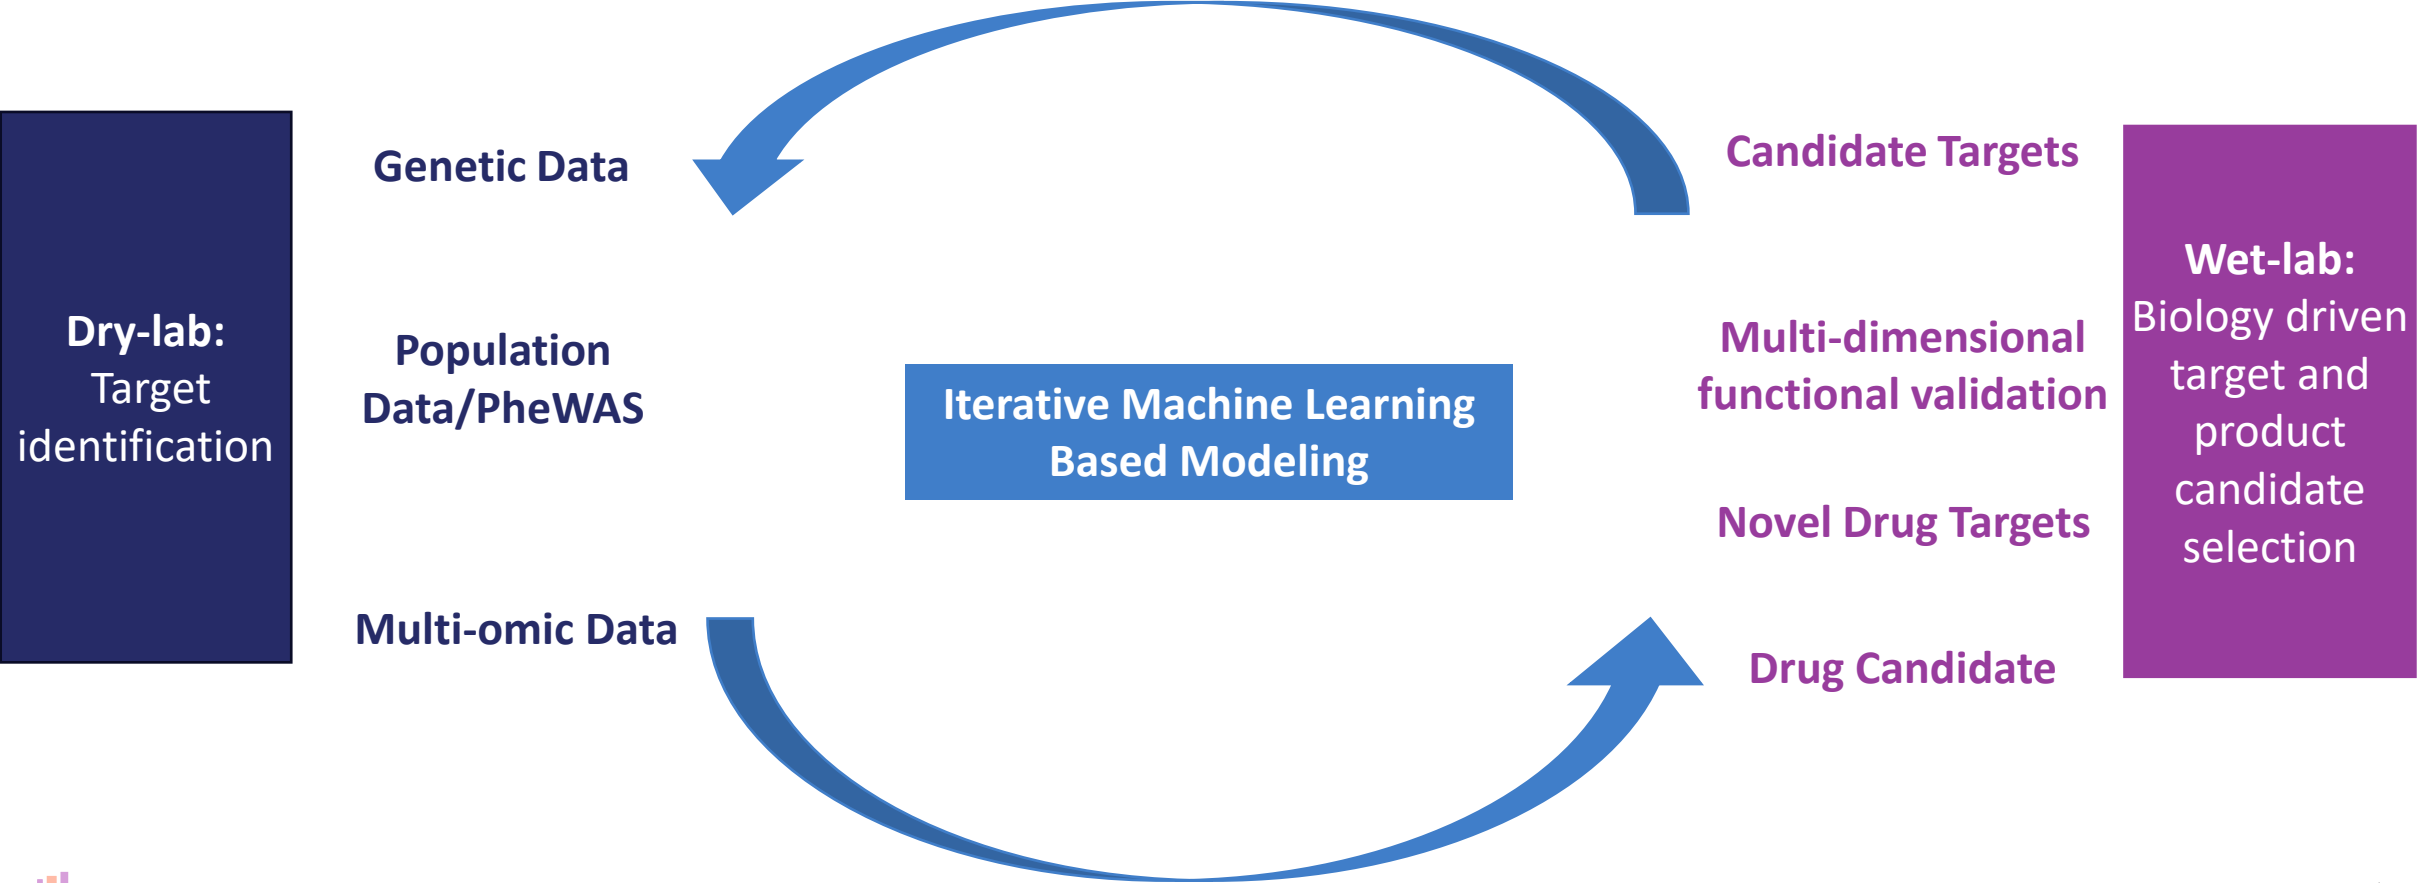 Dry-lab:
Target
identification
Genetic Data
Population
Data/PheWAS
Multi-omic Data
Iterative Machine Learning
Based Modeling
Candidate Targets
Multi-dimensional
functional validation
Novel Drug Targets
Drug Candidate
Wet-lab:
Biology driven
target and
product
candidate
selection